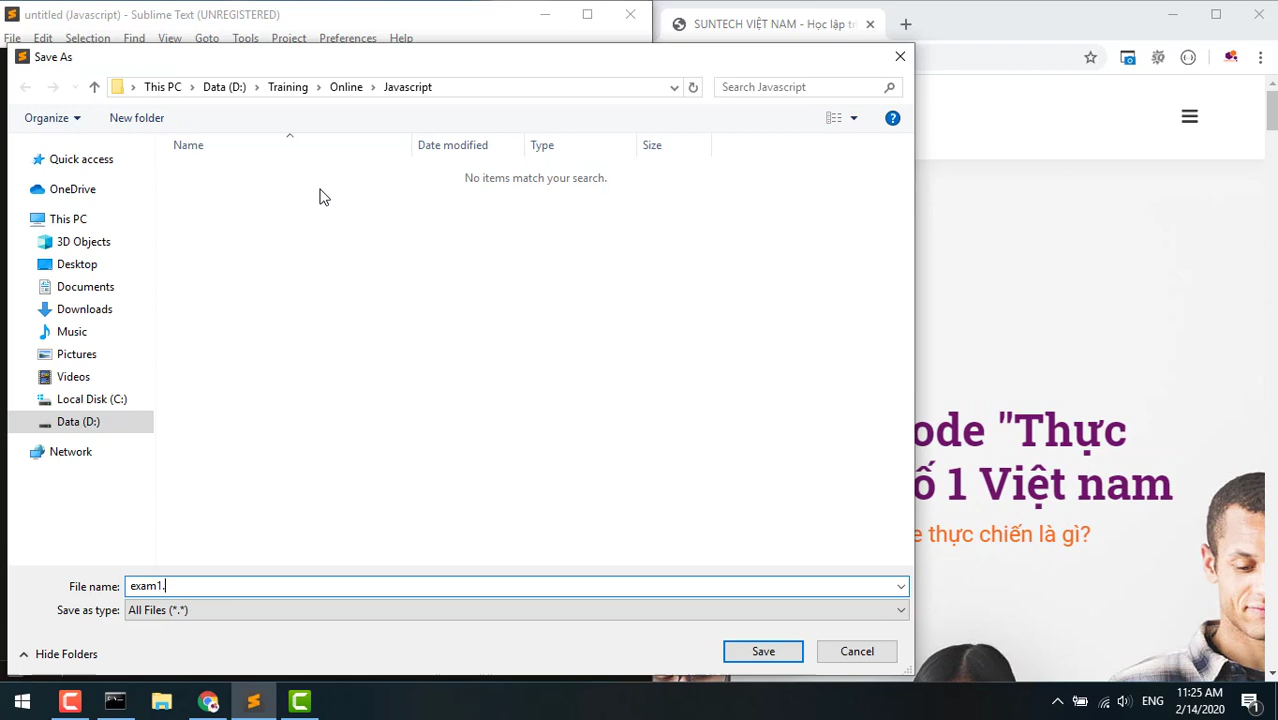 untitled (Javascript) - Sublime Text (UNREGISTERED)
SUNTECH VIỆT NAM - Học lập tr
File Edit Selection Find View Goto Tools Project Preferences Help
Save As
This PC Data (D:) Training Online Javascript
Search Javascript
Organize New folder
Name Date modified Type Size
No items match your search.
Quick access
OneDrive
This PC
3D Objects
Desktop
Documents
Downloads
Music
Pictures
Videos
Local Disk (C:)
Data (D:)
Network
ode "Thực
ố 1 Việt nam
e thực chiến là gì?
File name: exam1.
Save as type: All Files (*.*)
Hide Folders
Save Cancel
ENG
11:25 AM
2/14/2020
1